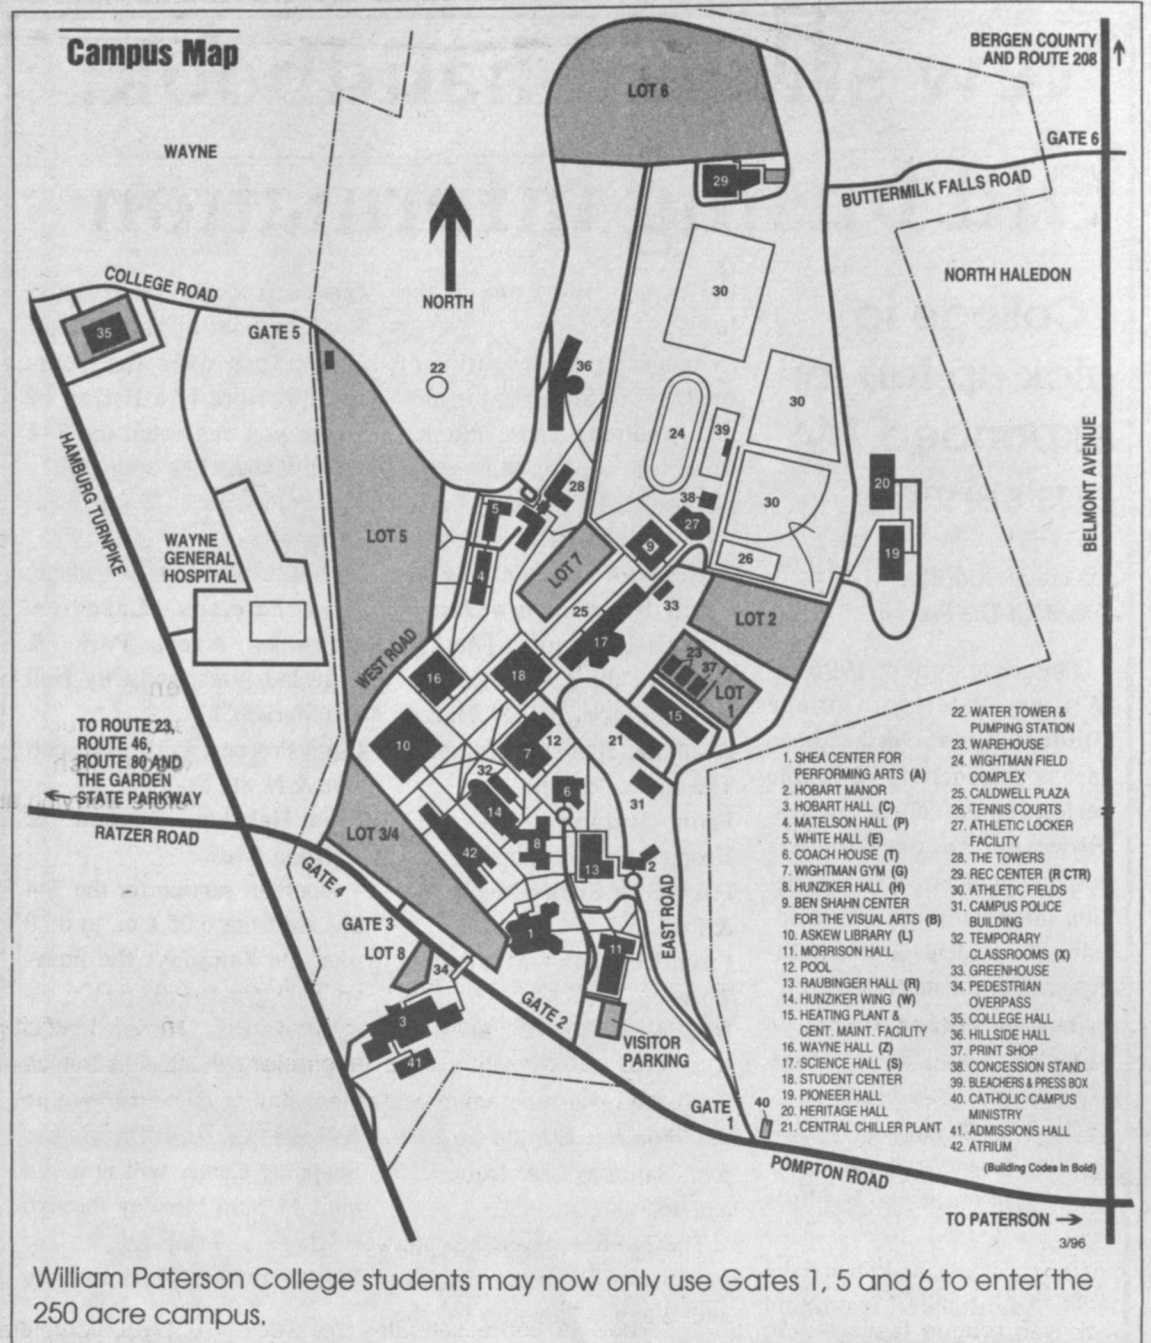 Campus Map
WAYNE
LOT 6
BERGEN COUNTY
AND ROUTE 208
GATE 6
29
BUTTERMILK FALLS ROAD
NORTH HALEDON
30
COLLEGE ROAD
NORTH
35
GATE 5
22
36
30
24
39
HAMBURG TURNPIKE
BELMONT AVENUE
28
20
38
30
5
27
WAYNE
GENERAL
HOSPITAL
LOT 5
9
19
26
4
LOT 7
33
25
LOT 2
17
WEST ROAD
23
37
16
18
LOT
1
15
TO ROUTE 23,
ROUTE 46,
ROUTE 80 AND
THE GARDEN
STATE PARKWAY
10
12
7
21
32
6
31
14
RATZER ROAD
LOT 3/4
42
8
13
2
GATE 4
GATE 3
EAST ROAD
1
11
LOT 8
34
GATE 2
3
41
VISITOR
PARKING
GATE
1
40
POMPTON ROAD
1. SHEA CENTER FOR
PERFORMING ARTS (A)
2. HOBART MANOR
3. HOBART HALL (C)
4. MATELSON HALL (P)
5. WHITE HALL (E)
6. COACH HOUSE (T)
7. WIGHTMAN GYM (G)
8. HUNZIKER HALL (H)
9. BEN SHAHN CENTER
FOR THE VISUAL ARTS (B)
10. ASKEW LIBRARY (L)
11. MORRISON HALL
12. POOL
13. RAUBINGER HALL (R)
14. HUNZIKER WING (W)
15. HEATING PLANT &
CENT. MAINT. FACILITY
16. WAYNE HALL (Z)
17. SCIENCE HALL (S)
18. STUDENT CENTER
19. PIONEER HALL
20. HERITAGE HALL
21. CENTRAL CHILLER PLANT
22. WATER TOWER &
PUMPING STATION
23. WAREHOUSE
24. WIGHTMAN FIELD
COMPLEX
25. CALDWELL PLAZA
26. TENNIS COURTS
27. ATHLETIC LOCKER
FACILITY
28. THE TOWERS
29. REC CENTER (R CTR)
30. ATHLETIC FIELDS
31. CAMPUS POLICE
BUILDING
32. TEMPORARY
CLASSROOMS (X)
33. GREENHOUSE
34. PEDESTRIAN
OVERPASS
35. COLLEGE HALL
36. HILLSIDE HALL
37. PRINT SHOP
38. CONCESSION STAND
39. BLEACHERS & PRESS BOX
40. CATHOLIC CAMPUS
MINISTRY
41. ADMISSIONS HALL
42. ATRIUM
(Building Codes in Bold)
TO PATERSON
3/96
William Paterson College students may now only use Gates 1, 5 and 6 to enter the
250 acre campus.